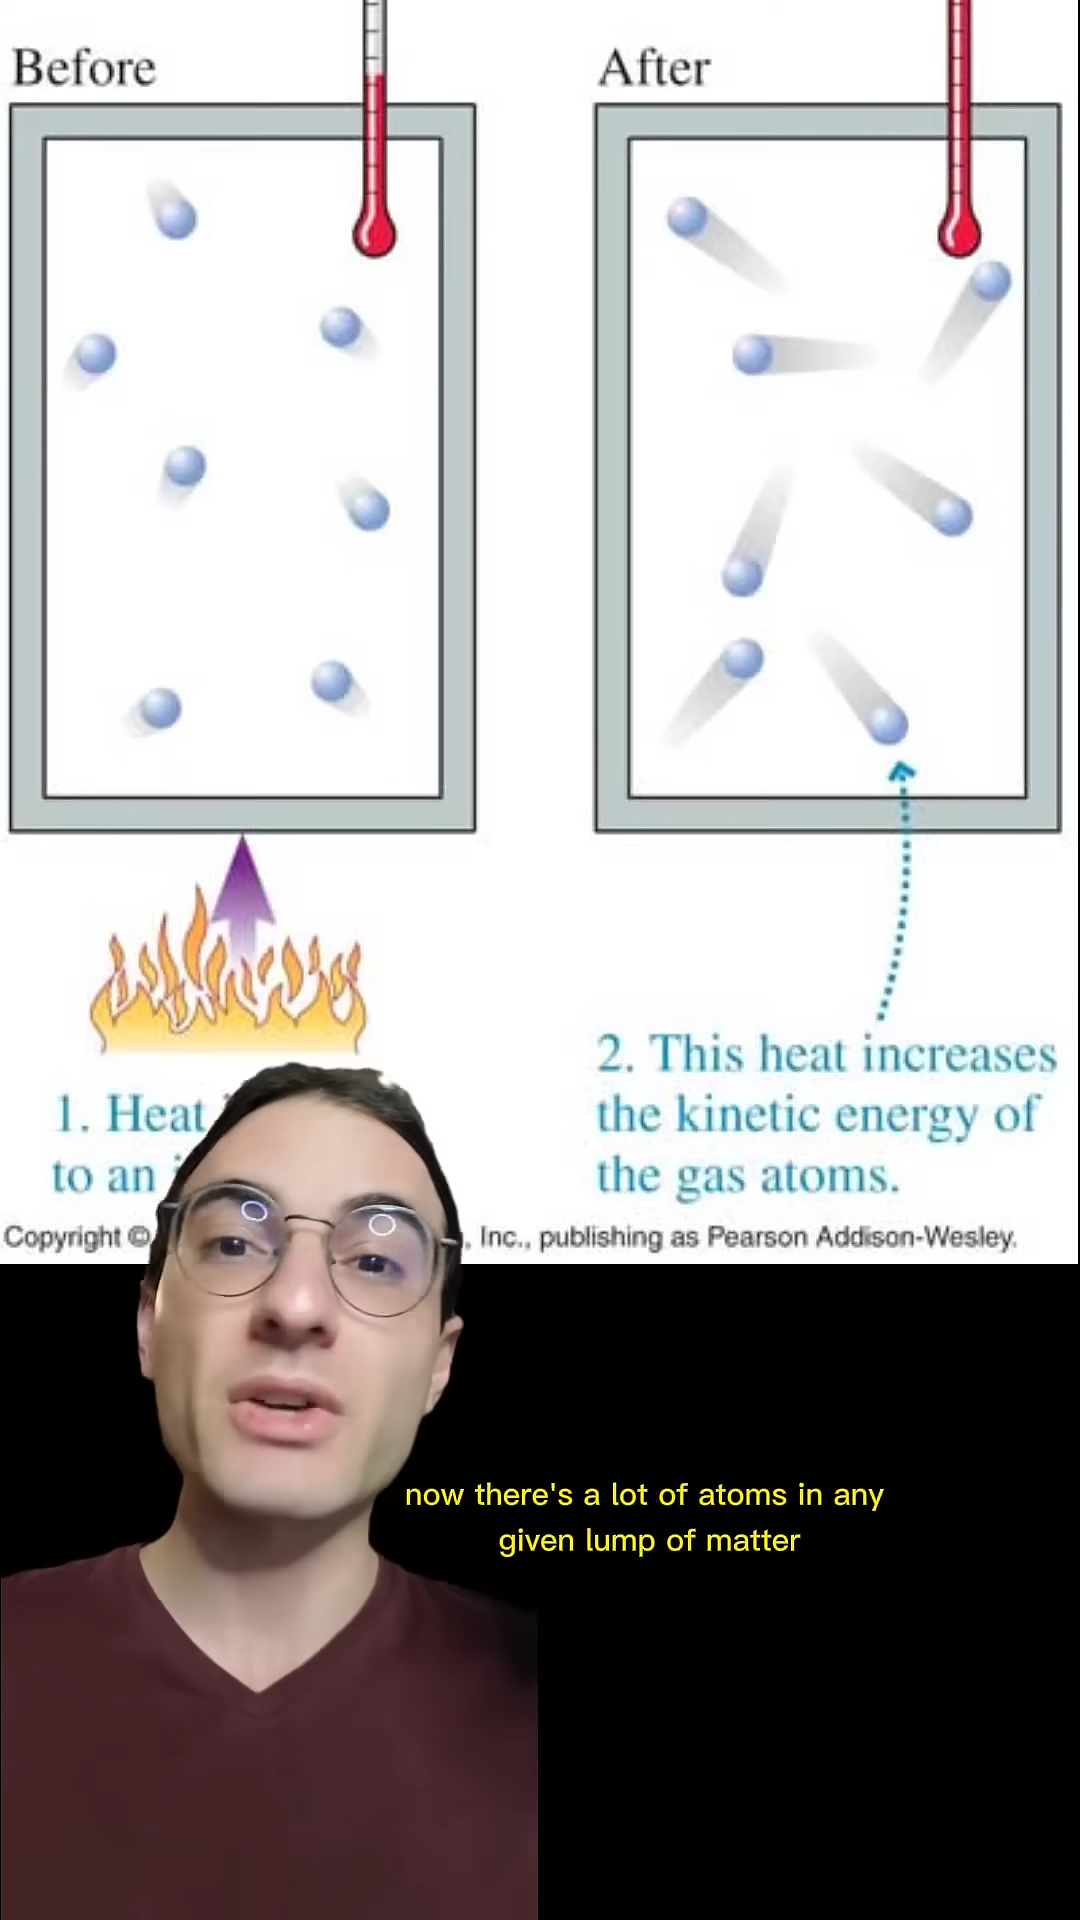 Before
After
1. Heat
to an
2. This heat increases
the kinetic energy of
the gas atoms.
Copyright © , Inc., publishing as Pearson Addison-Wesley.
now there's a lot of atoms in any
given lump of matter